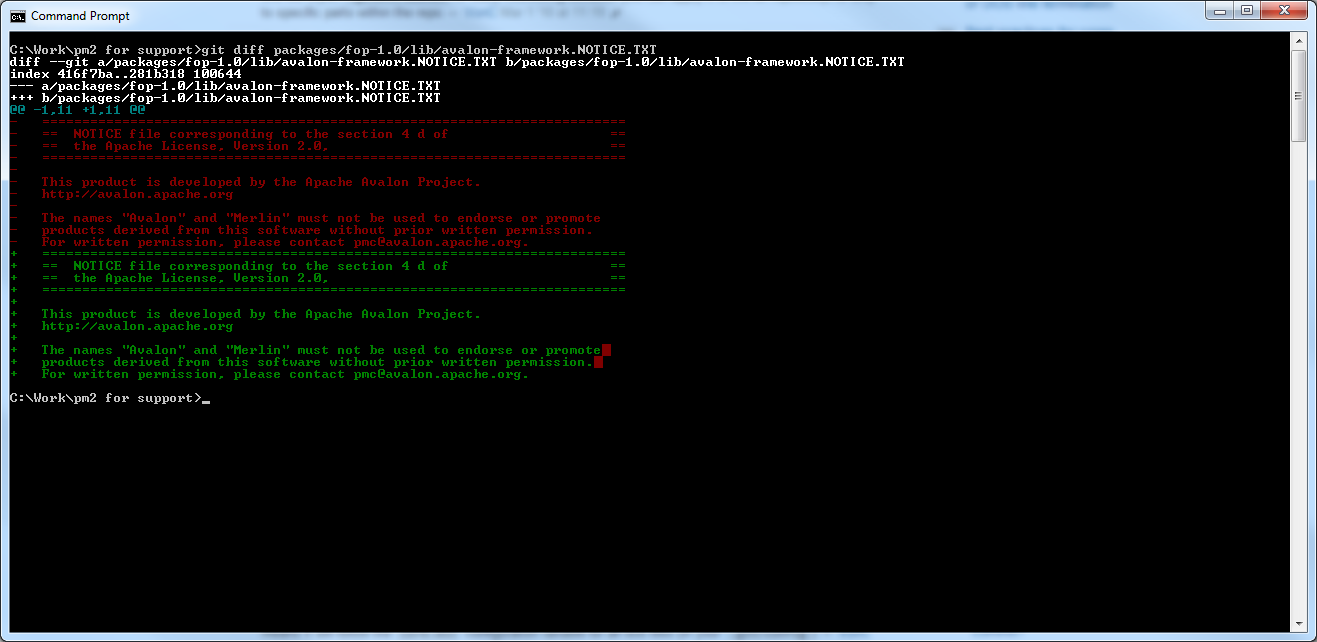 Command Prompt
C:\Work\pm2 for support>git diff packages/fop-1.0/lib/avalon-framework.NOTICE.TXT
diff --git a/packages/fop-1.0/lib/avalon-framework.NOTICE.TXT b/packages/fop-1.0/lib/avalon-framework.NOTICE.TXT
index 416f7ba..281b318 100644
--- a/packages/fop-1.0/lib/avalon-framework.NOTICE.TXT
+++ b/packages/fop-1.0/lib/avalon-framework.NOTICE.TXT
@@ -1,11 +1,11 @@
-   =========================================================================
-   ==  NOTICE file corresponding to the section 4 d of                    ==
-   ==  the Apache License, Version 2.0,                                   ==
-   =========================================================================
-
-   This product is developed by the Apache Avalon Project.
-   http://avalon.apache.org
-
-   The names "Avalon" and "Merlin" must not be used to endorse or promote
-   products derived from this software without prior written permission.
-   For written permission, please contact pmc@avalon.apache.org.
+   =========================================================================
+   ==  NOTICE file corresponding to the section 4 d of                    ==
+   ==  the Apache License, Version 2.0,                                   ==
+   =========================================================================
+
+   This product is developed by the Apache Avalon Project.
+   http://avalon.apache.org
+
+   The names "Avalon" and "Merlin" must not be used to endorse or promote
+   products derived from this software without prior written permission.
+   For written permission, please contact pmc@avalon.apache.org.
C:\Work\pm2 for support>_